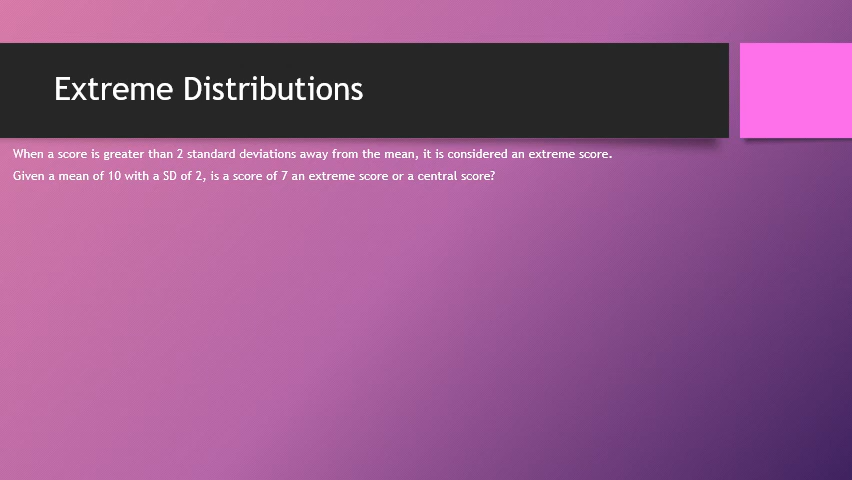 Extreme Distributions
When a score is greater than 2 standard deviations away from the mean, it is considered an extreme score.
Given a mean of 10 with a SD of 2, is a score of 7 an extreme score or a central score?